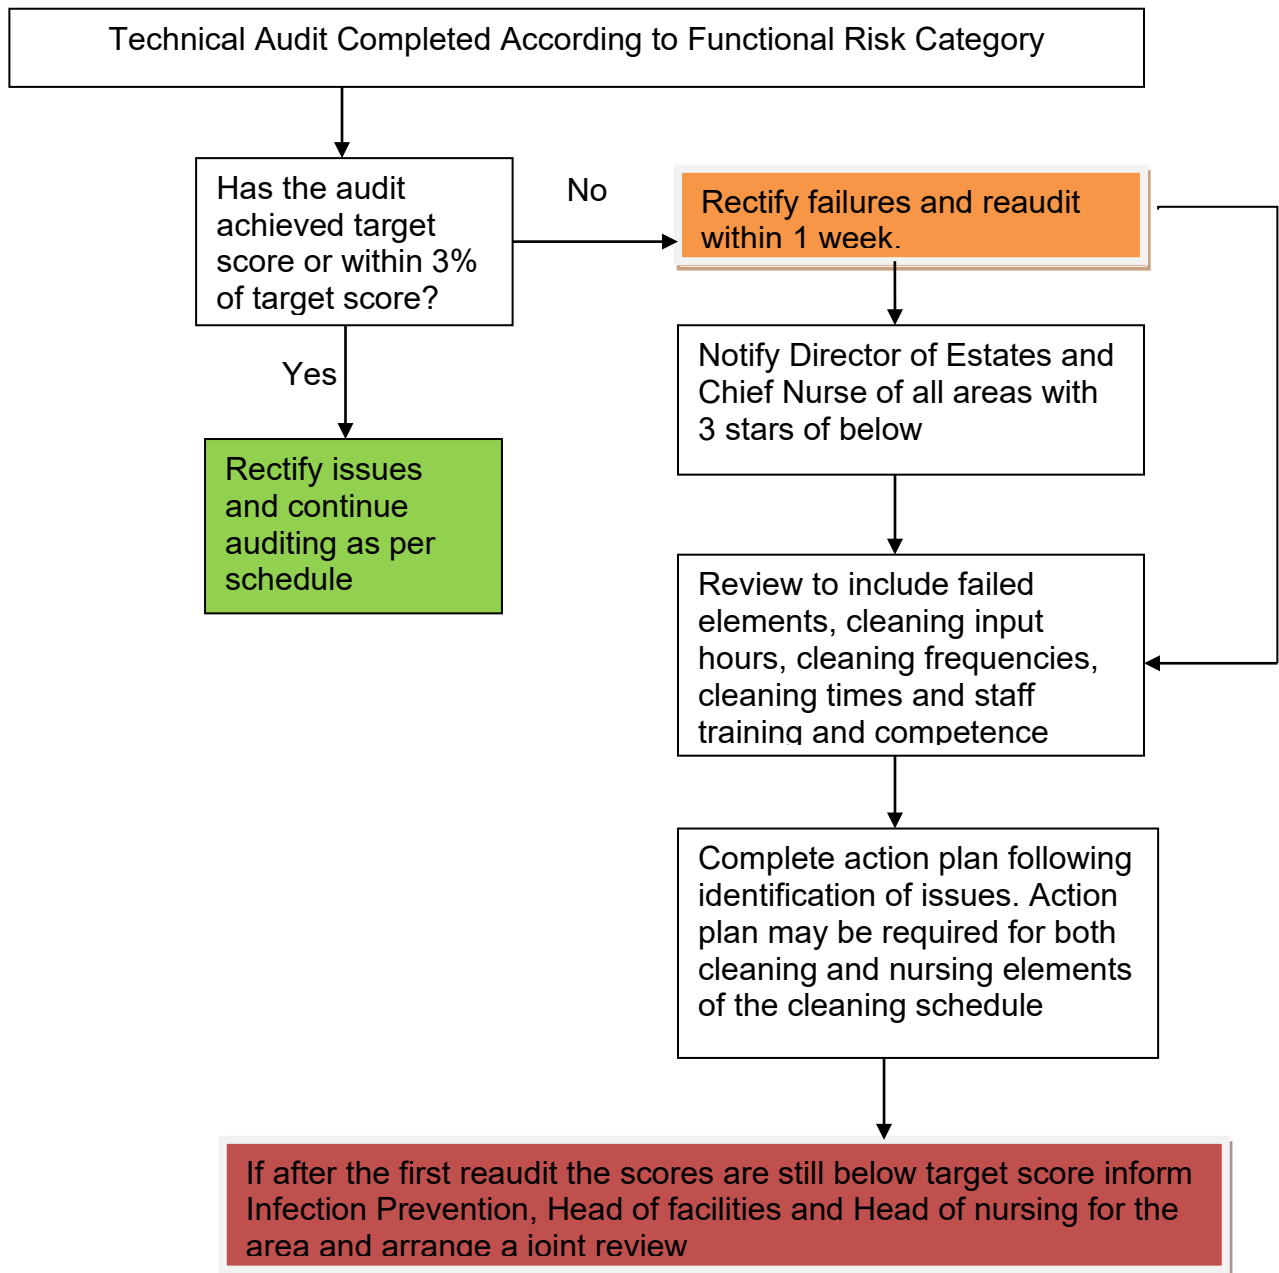 Technical Audit Completed According to Functional Risk Category
Has the audit
achieved target
score or within 3%
of target score?
No
Rectify failures and reaudit
within 1 week.
Notify Director of Estates and
Chief Nurse of all areas with
3 stars of below
Yes
Rectify issues
and continue
auditing as per
schedule
Review to include failed
elements, cleaning input
hours, cleaning frequencies,
cleaning times and staff
training and competence
Complete action plan following
identification of issues. Action
plan may be required for both
cleaning and nursing elements
of the cleaning schedule
If after the first reaudit the scores are still below target score inform
Infection Prevention, Head of facilities and Head of nursing for the
area and arrange a joint review